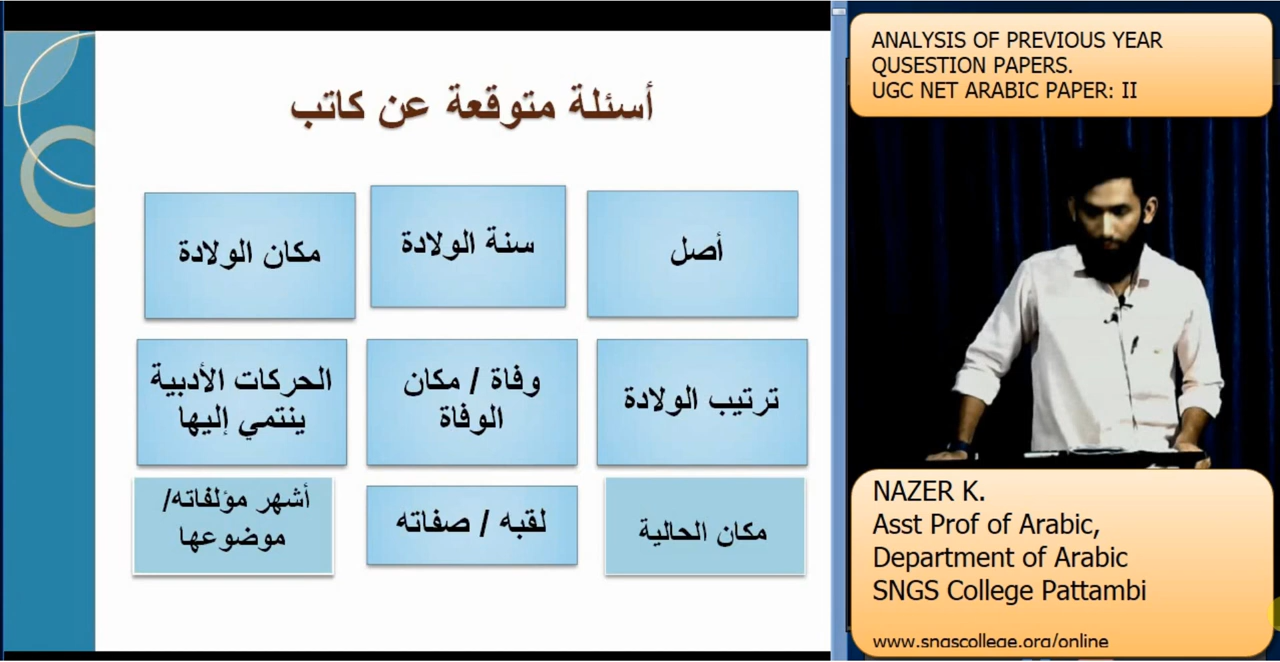 أسئلة متوقعة عن كاتب
أصل
سنة الولادة
مكان الولادة
ترتيب الولادة
وفاة / مكان
الوفاة
الحركات الأدبية
ينتمي إليها
مكان الحالية
لقبه / صفاته
أشهر مؤلفاته/
موضوعها
ANALYSIS OF PREVIOUS YEAR
QUSESTION PAPERS.
UGC NET ARABIC PAPER: II
NAZER K.
Asst Prof of Arabic,
Department of Arabic
SNGS College Pattambi
www.sngscollege.org/online